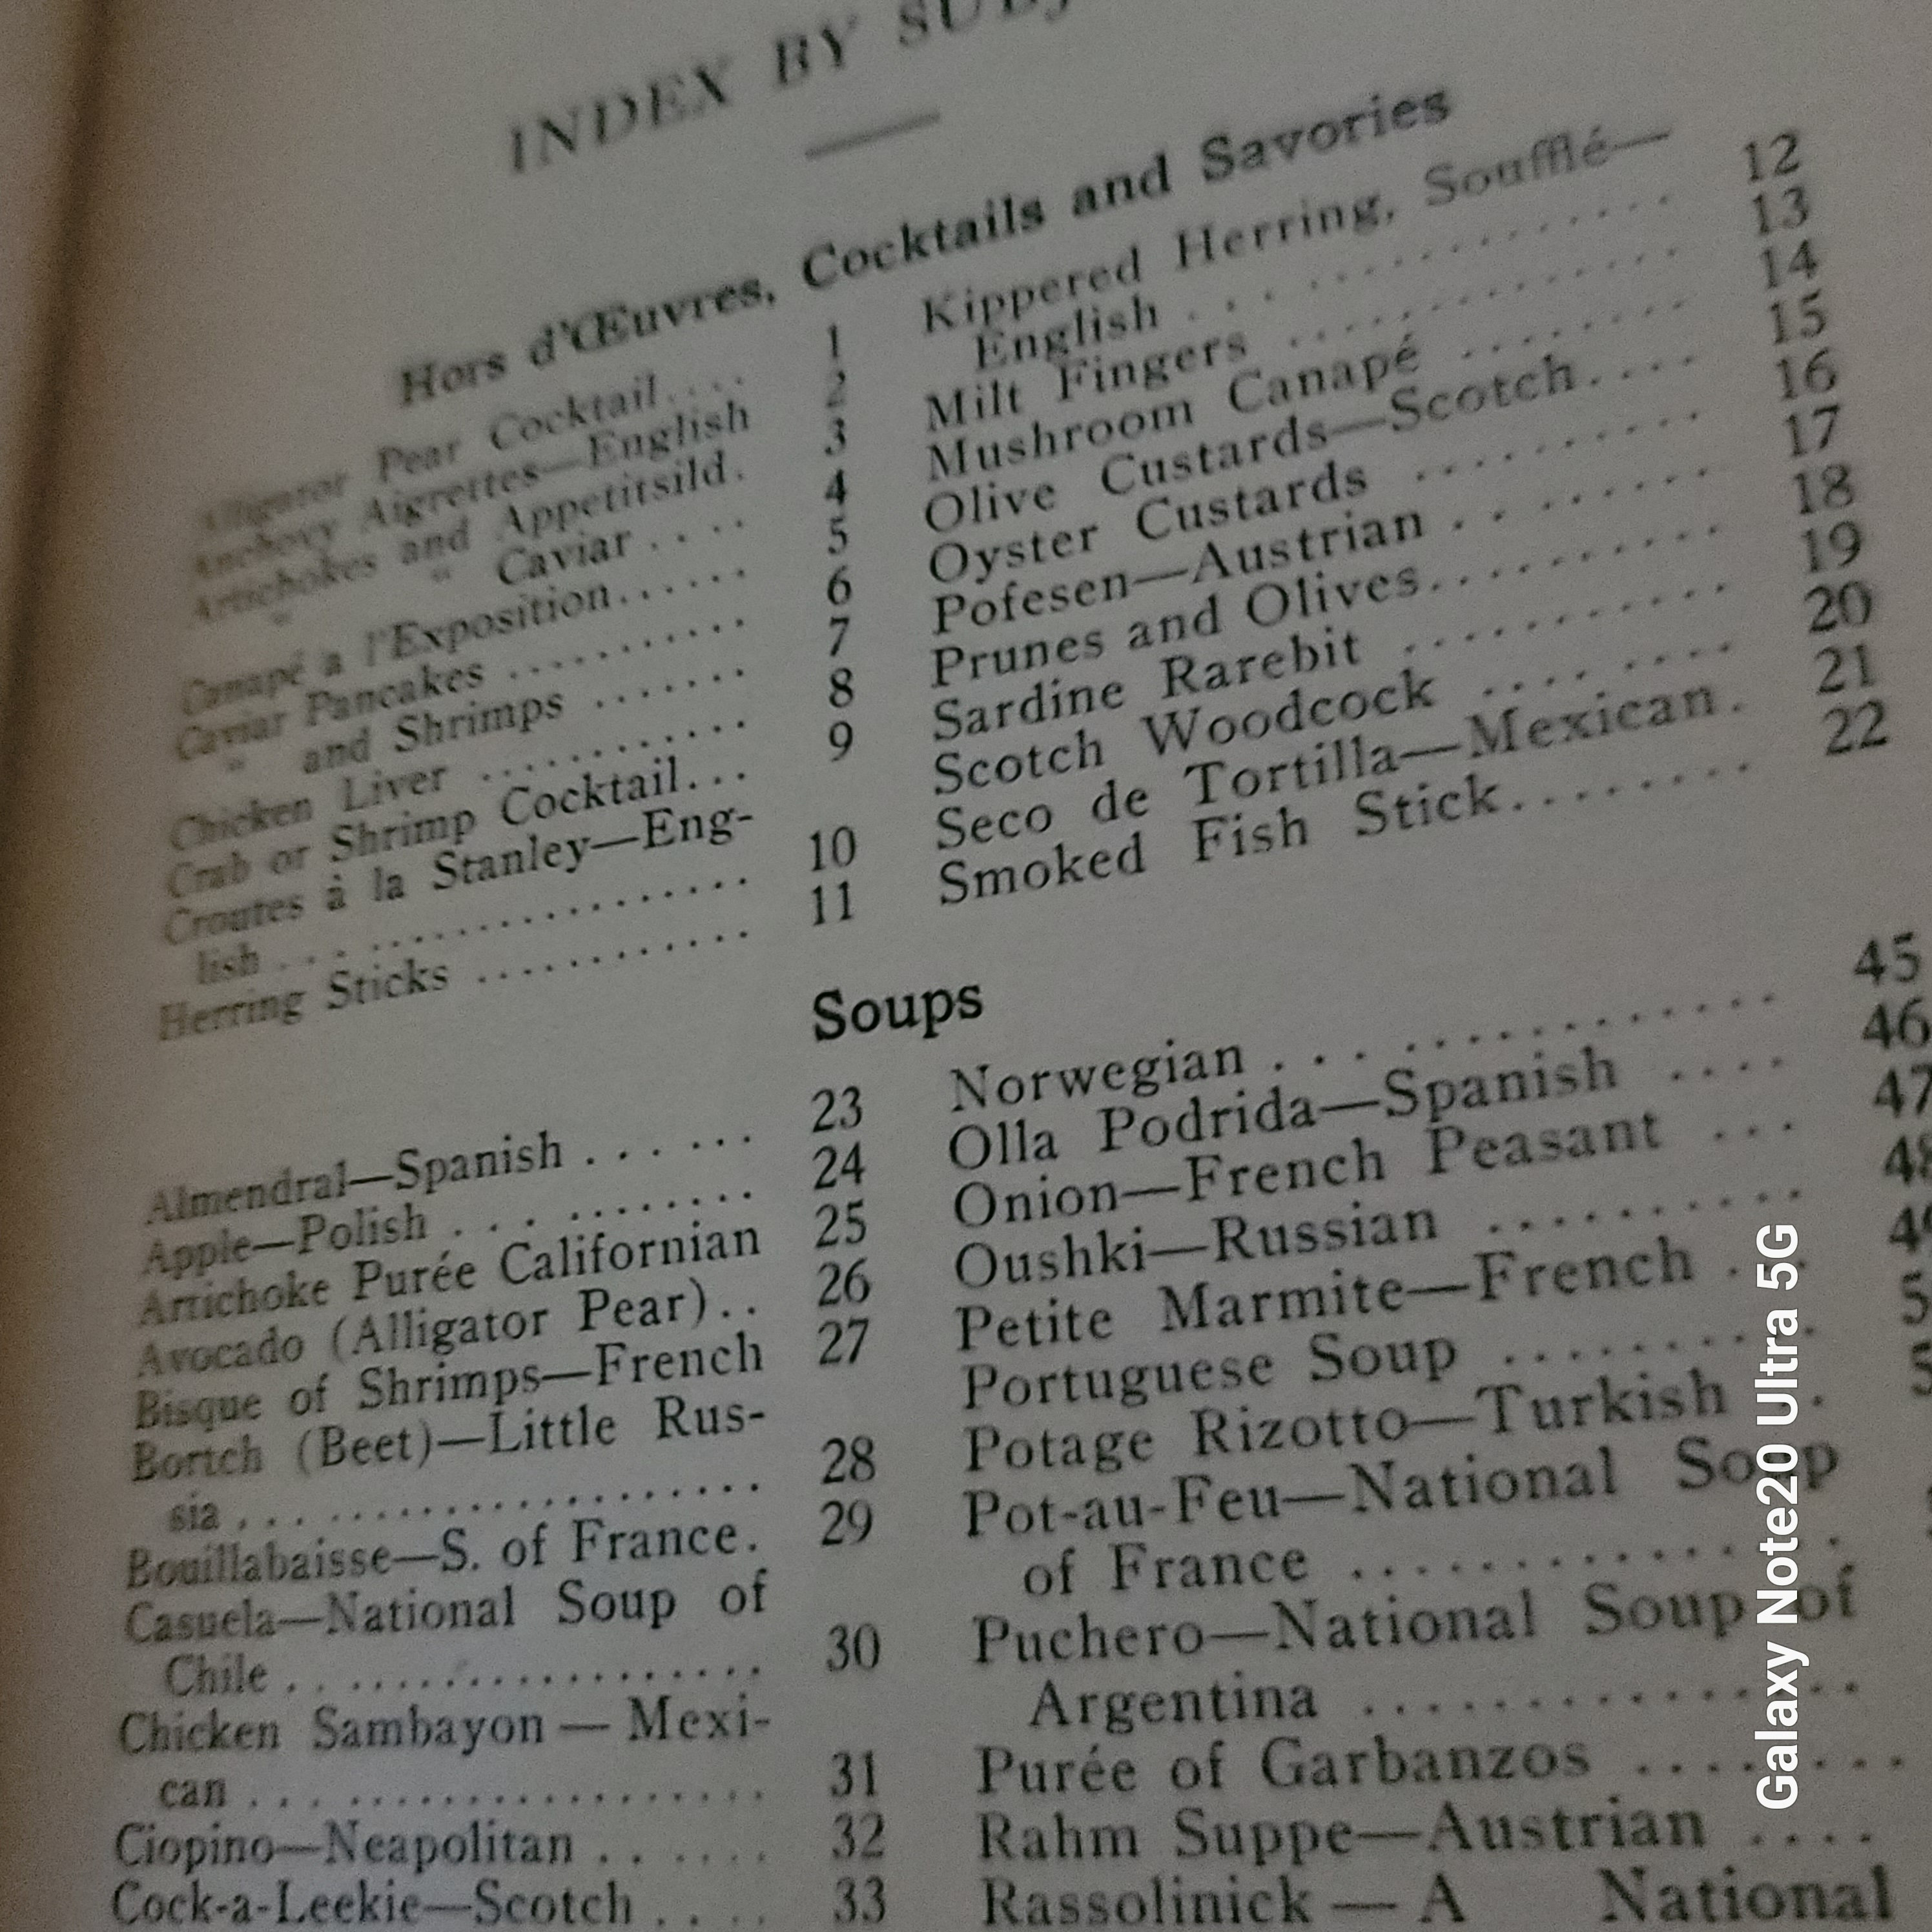 INDEX BY
Hors d'Œuvres, Cocktails and Savories
Alligator Pear Cocktail.... 1
Anchovy Aigrettes—English 2
Artichokes and Appetitsild. 3
" " Caviar.... 4
Canapé a l'Exposition...... 5
Caviar Pancakes .......... 6
" and Shrimps ....... 7
Chicken Liver ........... 8
Crab or Shrimp Cocktail... 9
Croutes à la Stanley—Eng-
lish................. 10
Herring Sticks ........... 11
Kippered Herring, Soufflé—
English .............. 12
Milt Fingers ............. 13
Mushroom Canapé ........ 14
Olive Custards—Scotch.... 15
Oyster Custards .......... 16
Pofesen—Austrian ........ 17
Prunes and Olives.......... 18
Sardine Rarebit ........... 19
Scotch Woodcock ........ 20
Seco de Tortilla—Mexican. 21
Smoked Fish Stick........ 22
Soups
Almendral—Spanish ...... 23
Apple—Polish ........... 24
Artichoke Purée Californian 25
Avocado (Alligator Pear).. 26
Bisque of Shrimps—French 27
Bortch (Beet)—Little Rus-
sia .................... 28
Bouillabaisse—S. of France. 29
Casuela—National Soup of
Chile .................. 30
Chicken Sambayon — Mexi-
can .................... 31
Ciopino—Neapolitan ...... 32
Cock-a-Leekie—Scotch .... 33
Norwegian ............... 45
Olla Podrida—Spanish .... 46
Onion—French Peasant ... 47
Oushki—Russian ..........
Petite Marmite—French ...
Portuguese Soup .........
Potage Rizotto—Turkish ..
Pot-au-Feu—National Soup
of France ...............
Puchero—National Soup of
Argentina ................
Purée of Garbanzos ........
Rahm Suppe—Austrian ....
Rassolinick — A National
Galaxy Note20 Ultra 5G